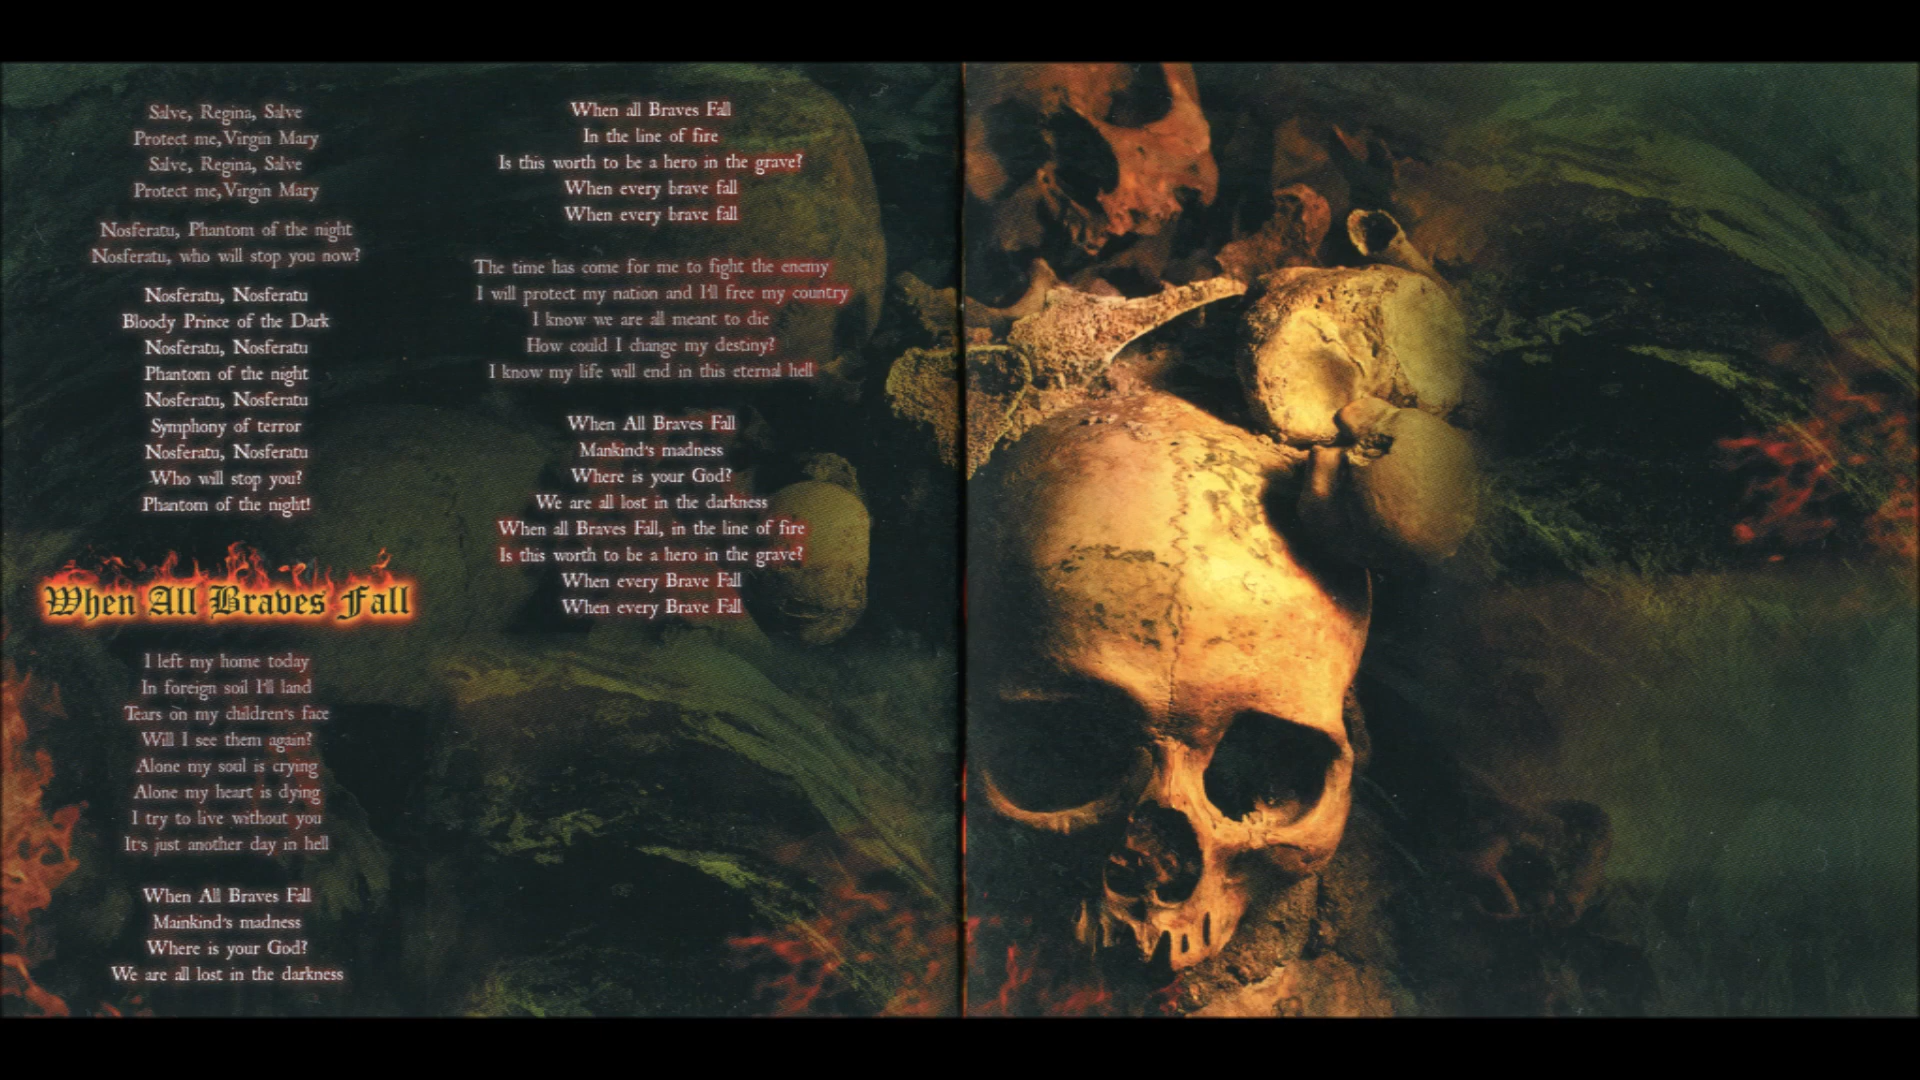 Salve, Regina, Salve
Protect me, Virgin Mary
Salve, Regina, Salve
Protect me, Virgin Mary
Nosferatu, Phantom of the night
Nosferatu, who will stop you now?
Nosferatu, Nosferatu
Bloody Prince of the Dark
Nosferatu, Nosferatu
Phantom of the night
Nosferatu, Nosferatu
Symphony of terror
Nosferatu, Nosferatu
Who will stop you?
Phantom of the night!
When All Braves Fall
I left my home today
In foreign soil I'll land
Tears on my children's face
Will I see them again?
Alone my soul is crying
Alone my heart is dying
I try to live without you
It's just another day in hell
When All Braves Fall
Mainkind's madness
Where is your God?
We are all lost in the darkness
When all Braves Fall
In the line of fire
Is this worth to be a hero in the grave?
When every brave fall
When every brave fall
The time has come for me to fight the enemy
I will protect my nation and I'll free my country
I know we are all meant to die
How could I change my destiny?
I know my life will end in this eternal hell
When All Braves Fall
Mankind's madness
Where is your God?
We are all lost in the darkness
When all Braves Fall, in the line of fire
Is this worth to be a hero in the grave?
When every Brave Fall
When every Brave Fall